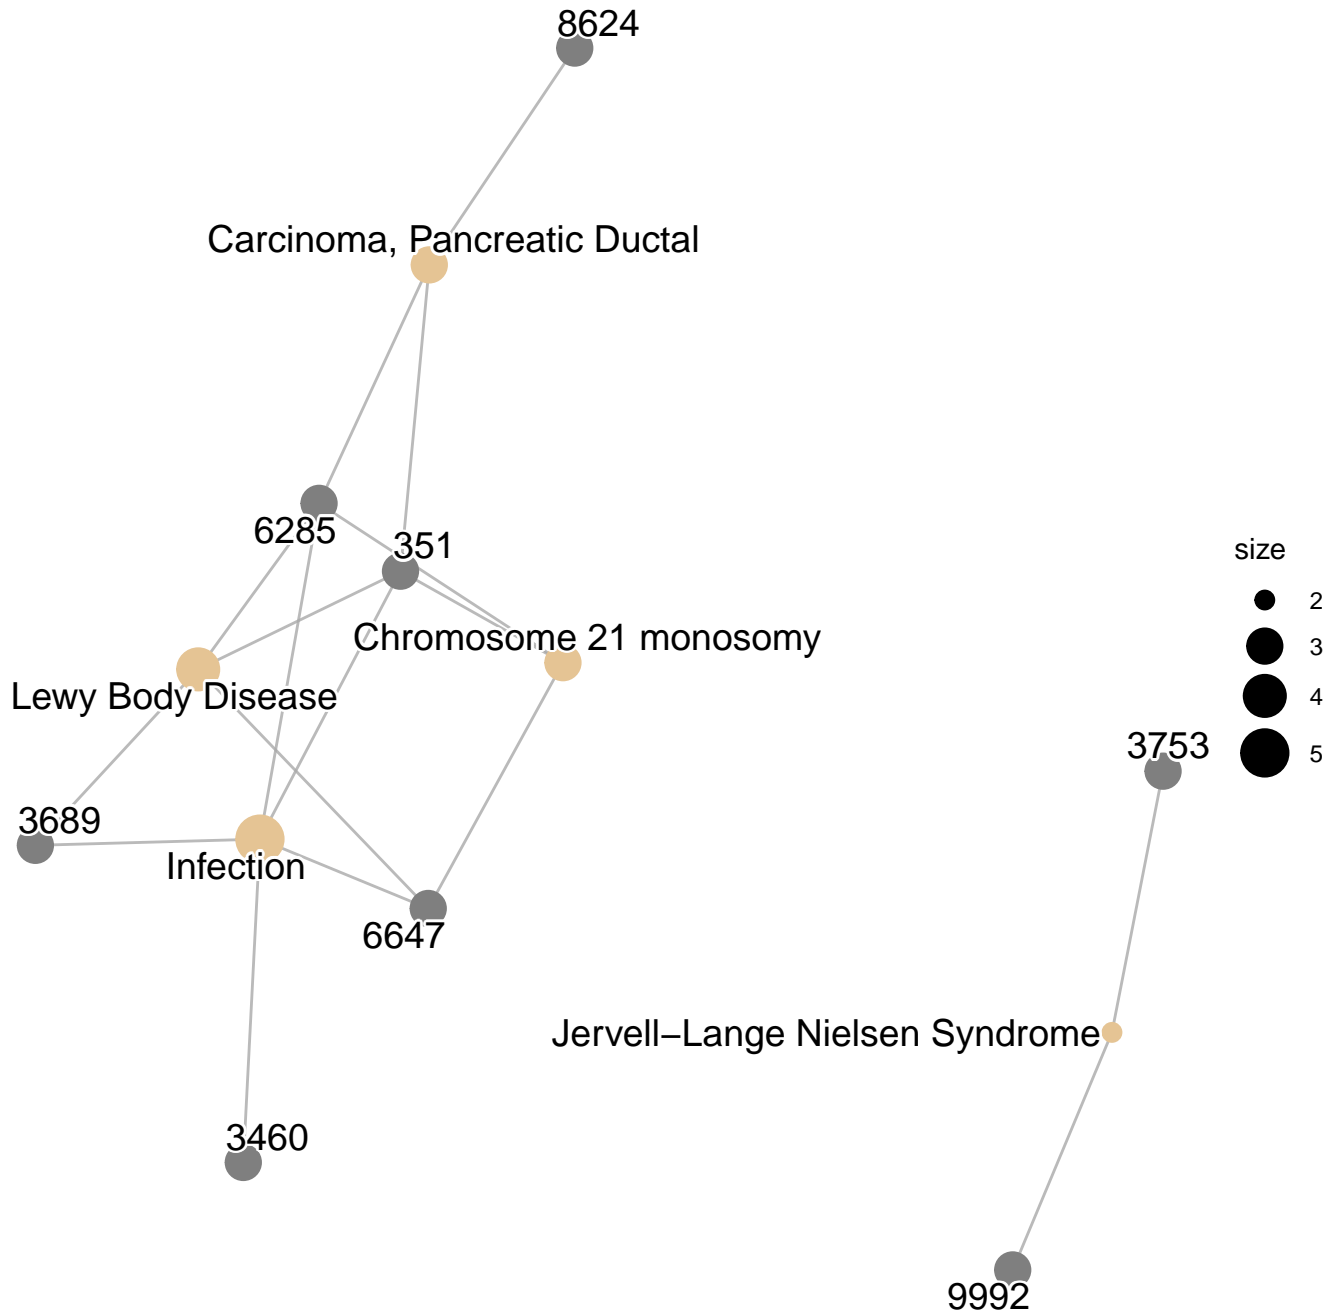 8624
Carcinoma, Pancreatic Ductal
6285
351
size
2
Chromosome 21 monosomy
3
Lewy Body Disease
4
3753
5
3689
Infection
6647
Jervell–Lange Nielsen Syndrome
3460
9992